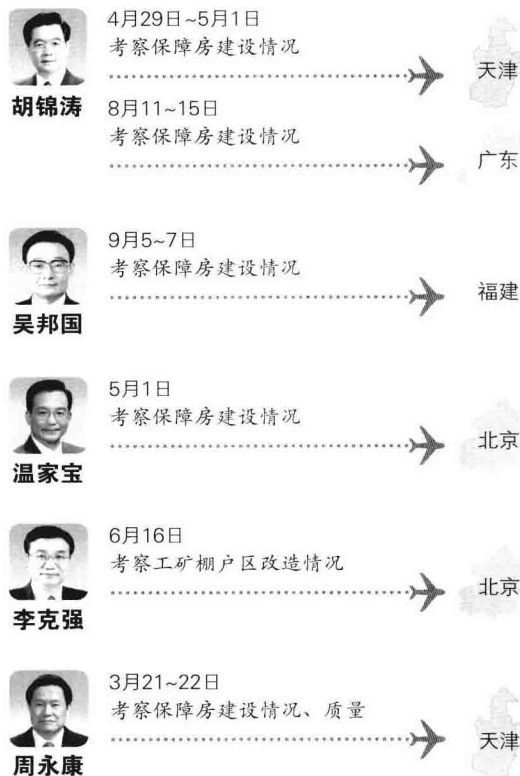 4月29日~5月1日
考察保障房建设情况
天津
胡锦涛
8月11~15日
考察保障房建设情况
广东
9月5~7日
考察保障房建设情况
福建
吴邦国
5月1日
考察保障房建设情况
北京
温家宝
6月16日
考察工矿棚户区改造情况
北京
李克强
3月21~22日
考察保障房建设情况、质量
天津
周永康